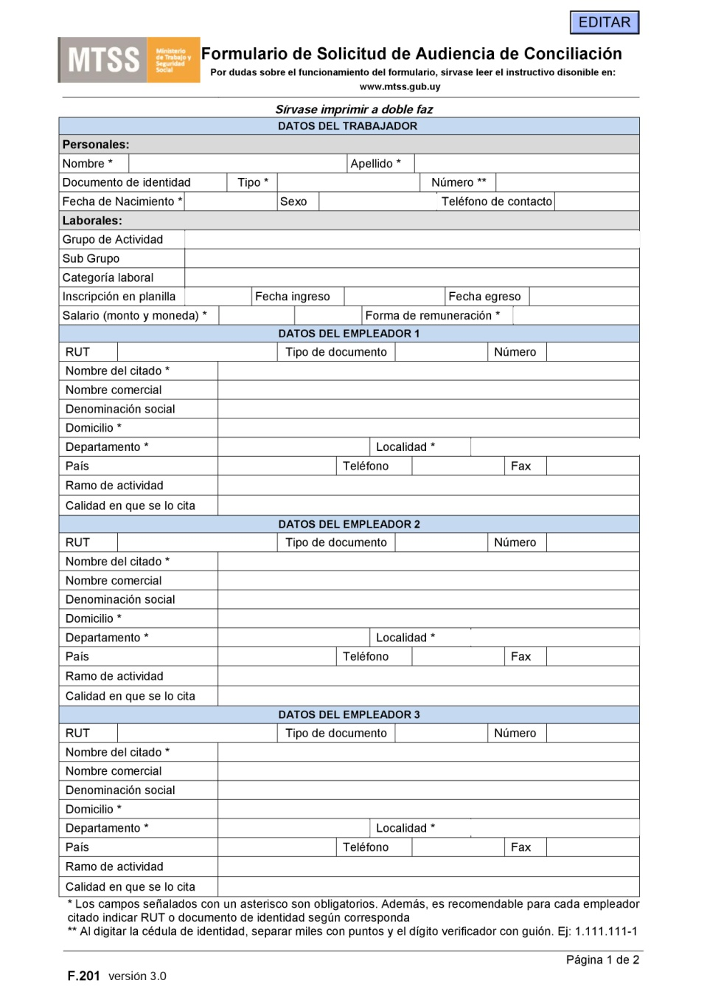 EDITAR
MTSS Ministerio de Trabajo y Seguridad Social
Formulario de Solicitud de Audiencia de Conciliación
Por dudas sobre el funcionamiento del formulario, sirvase leer el instructivo disonible en:
www.mtss.gub.uy
Sírvase imprimir a doble faz
DATOS DEL TRABAJADOR
Personales:
Nombre * Apellido *
Documento de identidad Tipo * Número **
Fecha de Nacimiento * Sexo Teléfono de contacto
Laborales:
Grupo de Actividad
Sub Grupo
Categoría laboral
Inscripción en planilla Fecha ingreso Fecha egreso
Salario (monto y moneda) * Forma de remuneración *
DATOS DEL EMPLEADOR 1
RUT Tipo de documento Número
Nombre del citado *
Nombre comercial
Denominación social
Domicilio *
Departamento * Localidad *
País Teléfono Fax
Ramo de actividad
Calidad en que se lo cita
DATOS DEL EMPLEADOR 2
RUT Tipo de documento Número
Nombre del citado *
Nombre comercial
Denominación social
Domicilio *
Departamento * Localidad *
País Teléfono Fax
Ramo de actividad
Calidad en que se lo cita
DATOS DEL EMPLEADOR 3
RUT Tipo de documento Número
Nombre del citado *
Nombre comercial
Denominación social
Domicilio *
Departamento * Localidad *
País Teléfono Fax
Ramo de actividad
Calidad en que se lo cita
* Los campos señalados con un asterisco son obligatorios. Además, es recomendable para cada empleador
citado indicar RUT o documento de identidad según corresponda
** Al digitar la cédula de identidad, separar miles con puntos y el dígito verificador con guión. Ej: 1.111.111-1
Página 1 de 2
F.201 versión 3.0